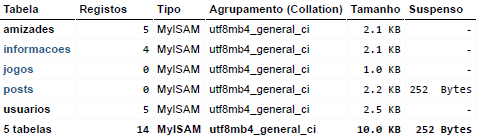 Tabela Registos Tipo Agrupamento (Collation) Tamanho Suspenso
amizades 5 MyISAM utf8mb4_general_ci 2.1 KB -
informacoes 4 MyISAM utf8mb4_general_ci 2.1 KB -
jogos 0 MyISAM utf8mb4_general_ci 1.0 KB -
posts 0 MyISAM utf8mb4_general_ci 2.2 KB 252 Bytes
usuarios 5 MyISAM utf8mb4_general_ci 2.5 KB -
5 tabelas 14 MyISAM utf8mb4_general_ci 10.0 KB 252 Bytes